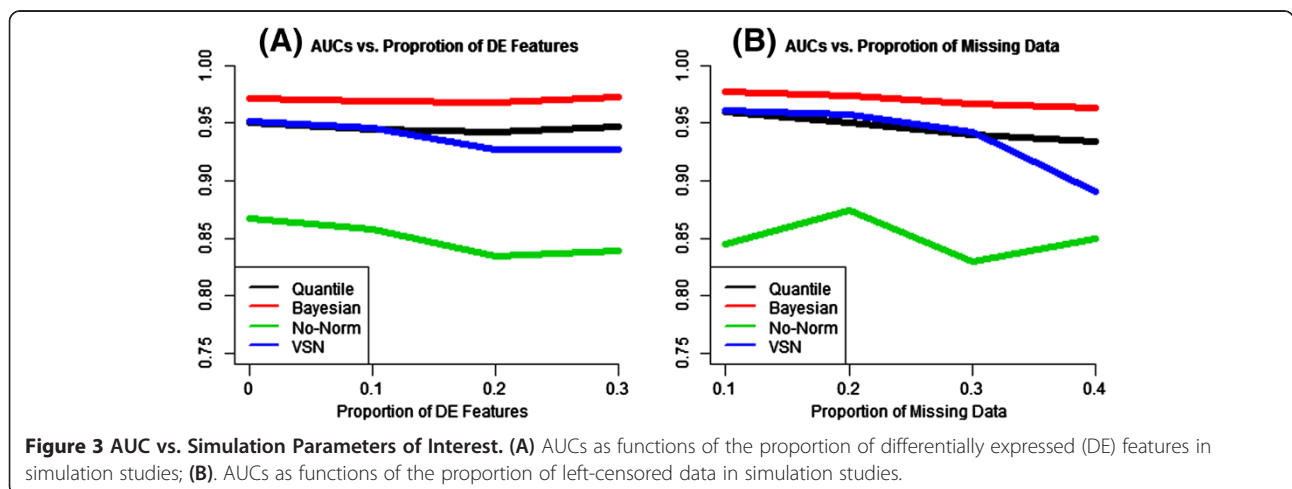 (A) AUCs vs. Proprotion of DE Features
1.00
0.95
0.90
0.85
0.80
0.75
Quantile
Bayesian
No-Norm
VSN
0 0.1 0.2 0.3
Proportion of DE Features
(B) AUCs vs. Proprotion of Missing Data
1.00
0.95
0.90
0.85
0.80
0.75
Quantile
Bayesian
No-Norm
VSN
0.1 0.2 0.3 0.4
Proportion of Missing Data
Figure 3 AUC vs. Simulation Parameters of Interest. (A) AUCs as functions of the proportion of differentially expressed (DE) features in
simulation studies; (B). AUCs as functions of the proportion of left-censored data in simulation studies.